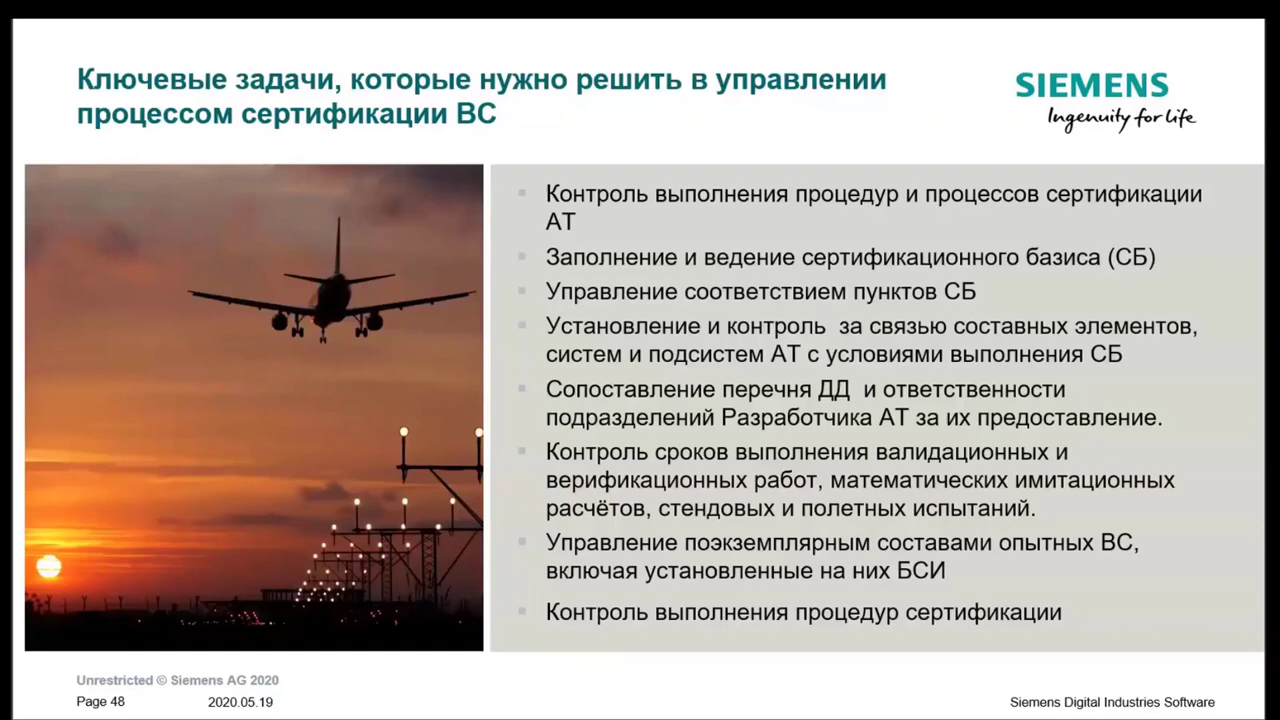 Ключевые задачи, которые нужно решить в управлении
процессом сертификации ВС
SIEMENS
Ingenuity for life
Контроль выполнения процедур и процессов сертификации
АТ
Заполнение и ведение сертификационного базиса (СБ)
Управление соответствием пунктов СБ
Установление и контроль за связью составных элементов,
систем и подсистем АТ с условиями выполнения СБ
Сопоставление перечня ДД и ответственности
подразделений Разработчика АТ за их предоставление.
Контроль сроков выполнения валидационных и
верификационных работ, математических имитационных
расчётов, стендовых и полетных испытаний.
Управление поэкземплярным составами опытных ВС,
включая установленные на них БСИ
Контроль выполнения процедур сертификации
Unrestricted © Siemens AG 2020
Page 48 2020.05.19
Siemens Digital Industries Software